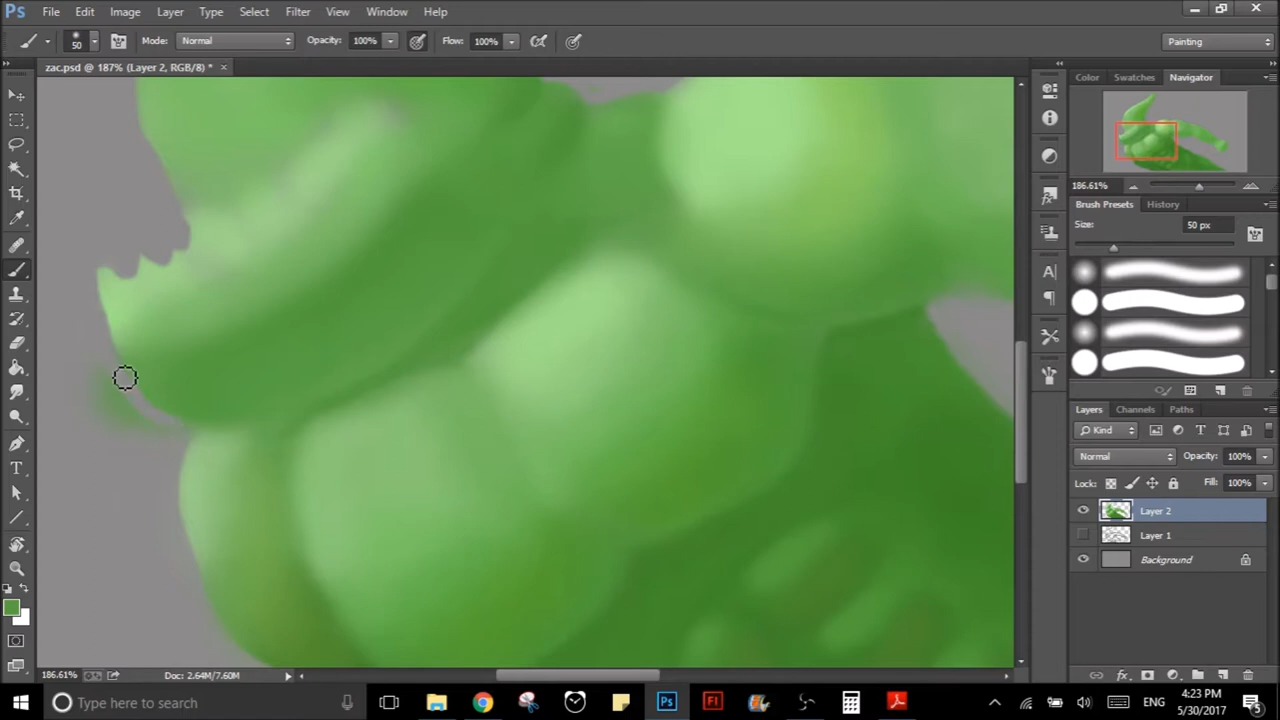 Ps File Edit Image Layer Type Select Filter View Window Help
50 Mode: Normal Opacity: 100% Flow: 100% Painting
zac.psd @ 187% (Layer 2, RGB/8) * ×
Color Swatches Navigator
186.61%
Brush Presets History
Size: 50 px
Layers Channels Paths
Kind
Normal Opacity: 100%
Lock: Fill: 100%
Layer 2
Layer 1
Background
186.61% Doc: 2.64M/7.60M
Type here to search Ps Fl ENG 4:23 PM
5/30/2017 5